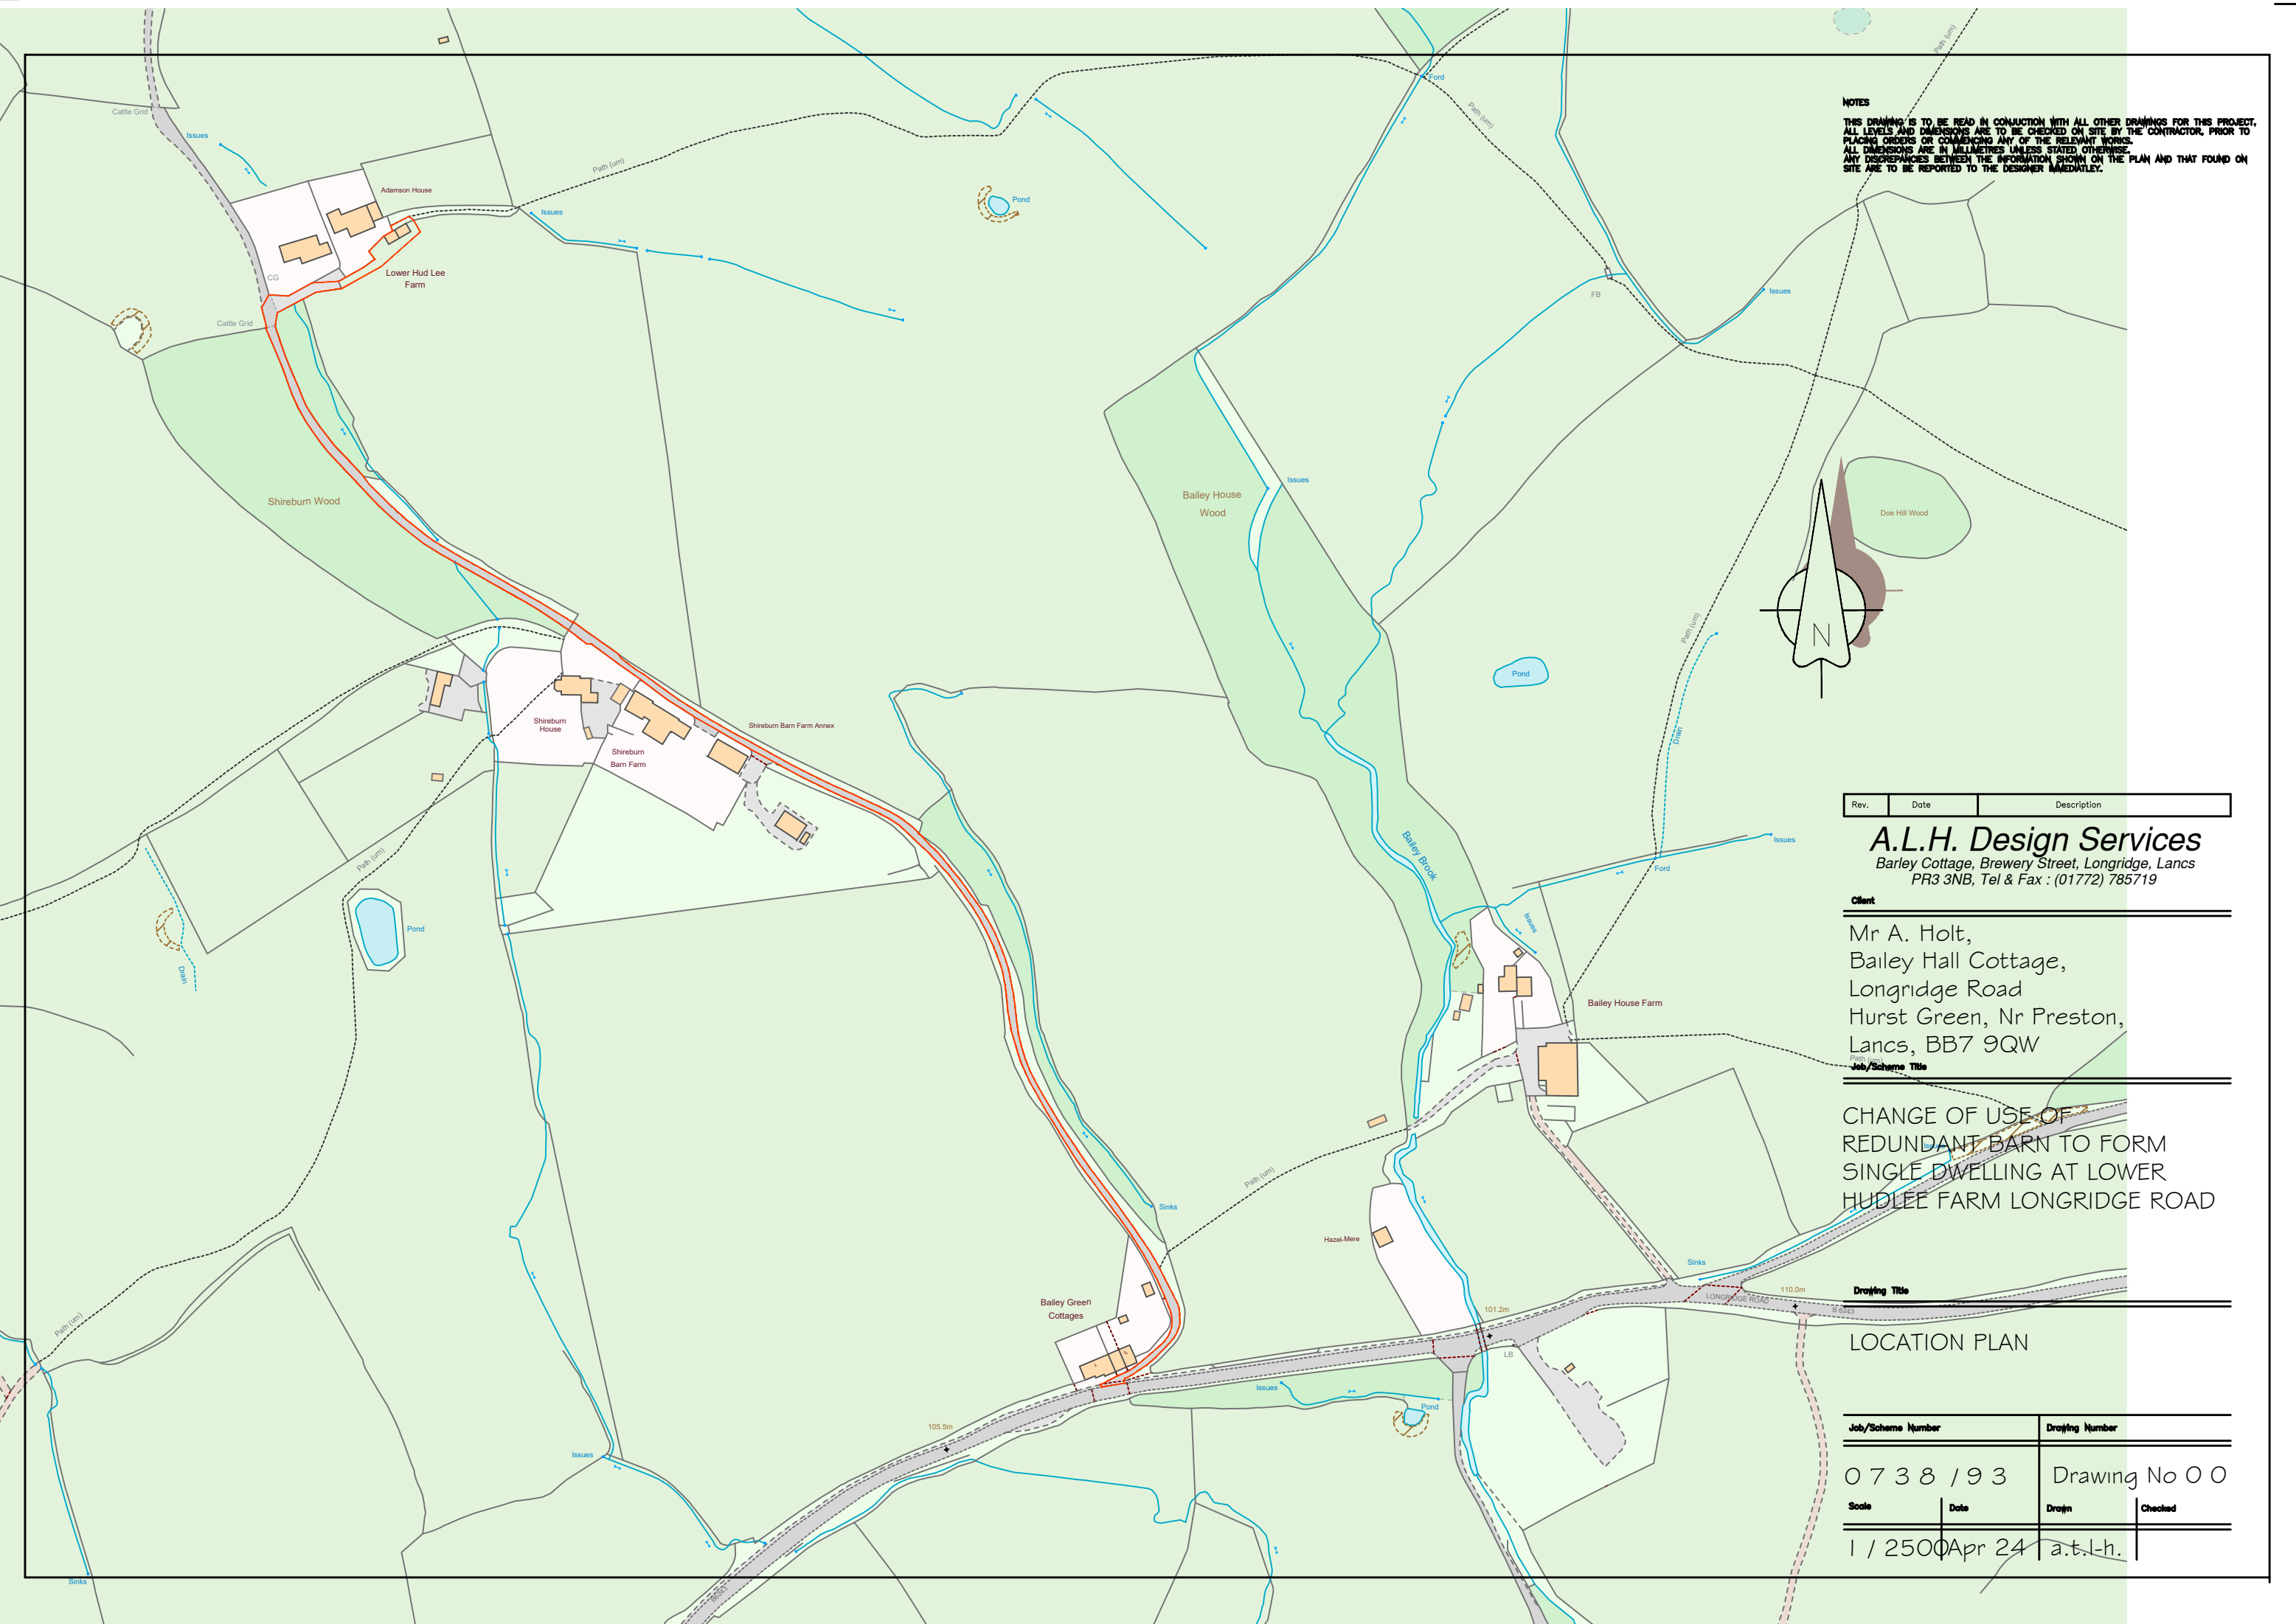 Path (um)
Ford
Cattle Grid
Issues
Path (um)
NOTES
THIS DRAWING IS TO BE READ IN CONJUCTION WITH ALL OTHER DRAWINGS FOR THIS PROJECT.
ALL LEVELS AND DIMENSIONS ARE TO BE CHECKED ON SITE BY THE CONTRACTOR, PRIOR TO
PLACING ORDERS OR COMMENCING ANY OF THE RELEVANT WORKS.
ALL DIMENSIONS ARE IN MILLIMETRES UNLESS STATED OTHERWISE.
ANY DISCREPANCIES BETWEEN THE INFORMATION SHOWN ON THE PLAN AND THAT FOUND ON
SITE ARE TO BE REPORTED TO THE DESIGNER IMMEDIATLEY.
Path (um)
Adamson House
Pond
Issues
CG
Lower Hud Lee
Farm
FB
Issues
Cattle Grid
Shireburn Wood
Bailey House
Wood
Issues
Doe Hill Wood
N
Path (um)
Pond
Drain
Shireburn
House
Shireburn Barn Farm Annex
Shireburn
Barn Farm
Bailey Brook
Issues
Ford
Path (um)
Pond
Drain
Issues
Bailey House Farm
Path (um)
Issues
Path (um)
Sinks
Hazel-Mere
Sinks
Bailey Green
Cottages
101.2m
LONGRIDGE ROAD
110.0m
B 6243
LB
Path (um)
Issues
Pond
105.5m
Issues
Sinks
B6243
Rev. Date Description
A.L.H. Design Services
Barley Cottage, Brewery Street, Longridge, Lancs
PR3 3NB, Tel & Fax : (01772) 785719
Client
Mr A. Holt,
Bailey Hall Cottage,
Longridge Road
Hurst Green, Nr Preston,
Lancs, BB7 9QW
Job/Scheme Title
CHANGE OF USE OF
REDUNDANT BARN TO FORM
SINGLE DWELLING AT LOWER
HUDLEE FARM LONGRIDGE ROAD
Drawing Title
LOCATION PLAN
Job/Scheme Number Drawing Number
0738 /93 Drawing No 00
Scale Date Drawn Checked
1 / 2500 Apr 24 a.t.l-h.